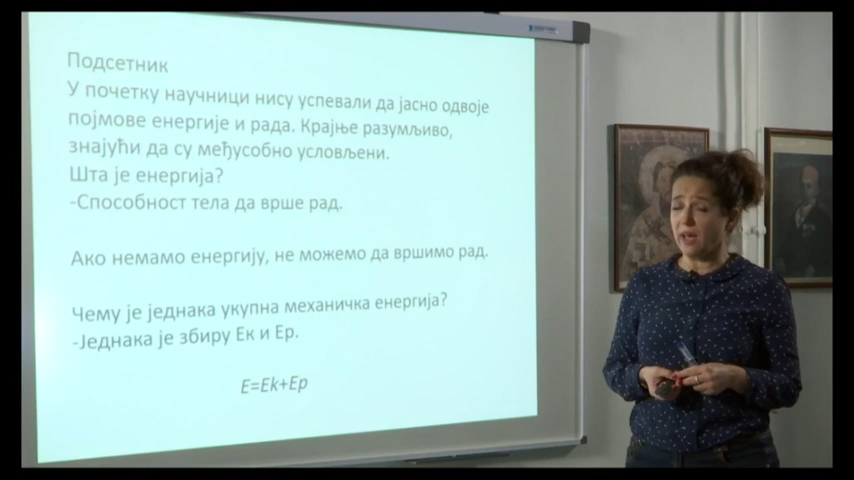 Подсетник
У почетку научници нису успевали да јасно одвоје
појмове енергије и рада. Крајње разумљиво,
знајући да су међусобно условљени.
Шта је енергија?
-Способност тела да врше рад.
Ако немамо енергију, не можемо да вршимо рад.
Чему је једнака укупна механичка енергија?
-Једнака је збиру Ек и Ер.
E=Ek+Ep